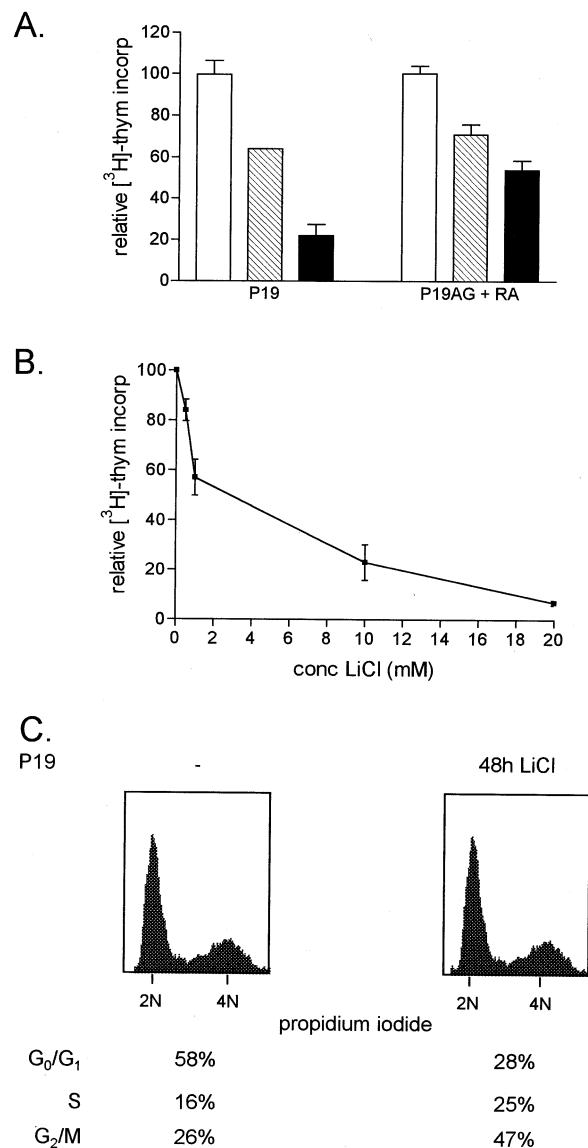 A.
relative [³H]-thym incorp
120
100
80
60
40
20
0
P19
P19AG + RA
B.
relative [³H]-thym incorp
100
80
60
40
20
0
0 2 4 6 8 10 12 14 16 18 20
conc LiCl (mM)
C.
P19 - 48h LiCl
2N 4N 2N 4N
propidium iodide
G₀/G₁ 58% 28%
S 16% 25%
G₂/M 26% 47%